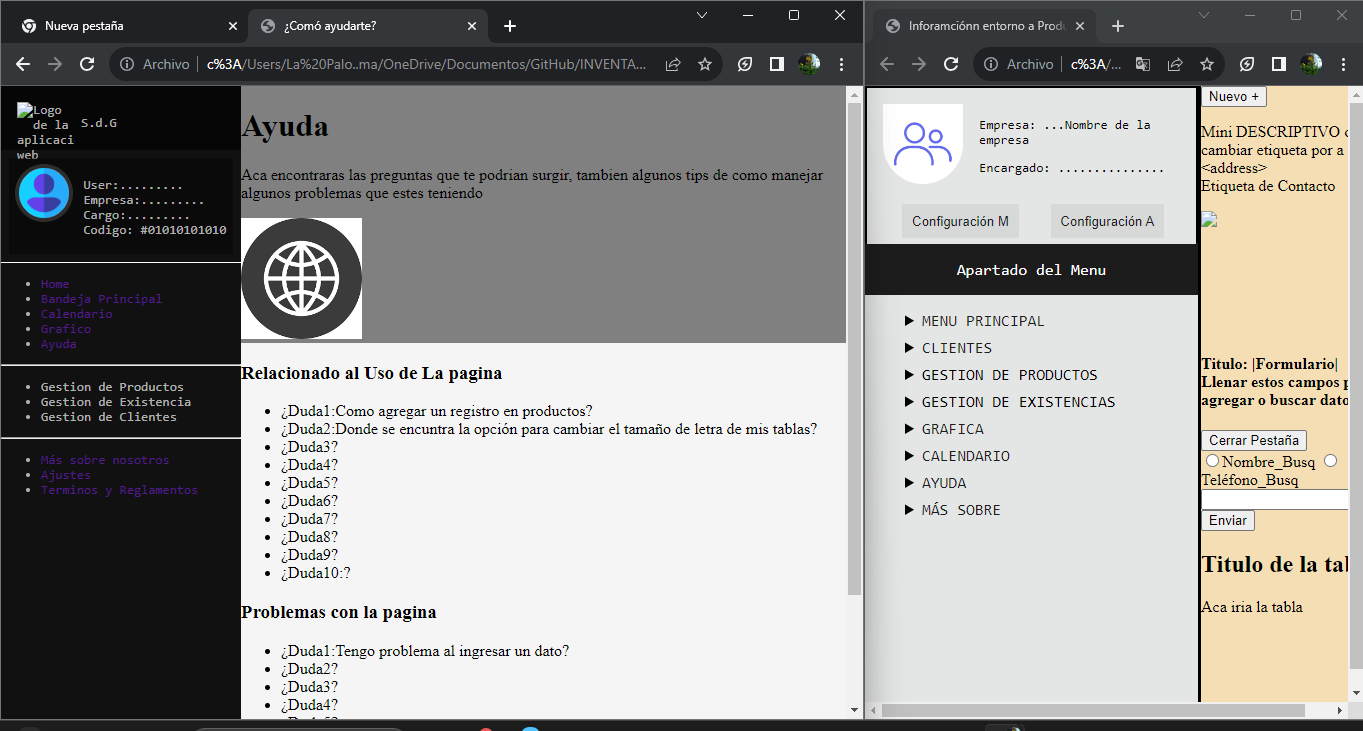 Nueva pestaña
¿Comó ayudarte?
Archivo
c%3A/Users/La%20Palo..ma/OneDrive/Documentos/GitHub/INVENTA...
Logo
de la
aplicaci
web
S.d.G
User:.........
Empresa:.........
Cargo:.........
Codigo: #01010101010
Home
Bandeja Principal
Calendario
Grafico
Ayuda
Gestion de Productos
Gestion de Existencia
Gestion de Clientes
Más sobre nosotros
Ajustes
Terminos y Reglamentos
Ayuda
Aca encontraras las preguntas que te podrian surgir, tambien algunos tips de como manejar
algunos problemas que estes teniendo
Relacionado al Uso de La pagina
¿Duda1:Como agregar un registro en productos?
¿Duda2:Donde se encuntra la opción para cambiar el tamaño de letra de mis tablas?
¿Duda3?
¿Duda4?
¿Duda5?
¿Duda6?
¿Duda7?
¿Duda8?
¿Duda9?
¿Duda10:?
Problemas con la pagina
¿Duda1:Tengo problema al ingresar un dato?
¿Duda2?
¿Duda3?
¿Duda4?
Inforamciónn entorno a Produ
Archivo
c%3A/...
Empresa: ...Nombre de la
empresa
Encargado: ...............
Configuración M
Configuración A
Apartado del Menu
MENU PRINCIPAL
CLIENTES
GESTION DE PRODUCTOS
GESTION DE EXISTENCIAS
GRAFICA
CALENDARIO
AYUDA
MÁS SOBRE
Nuevo +
Mini DESCRIPTIVO
cambiar etiqueta por a
<address>
Etiqueta de Contacto
Titulo: |Formulario|
Llenar estos campos
agregar o buscar dato
Cerrar Pestaña
Nombre_Busq
Teléfono_Busq
Enviar
Titulo de la tab
Aca iria la tabla